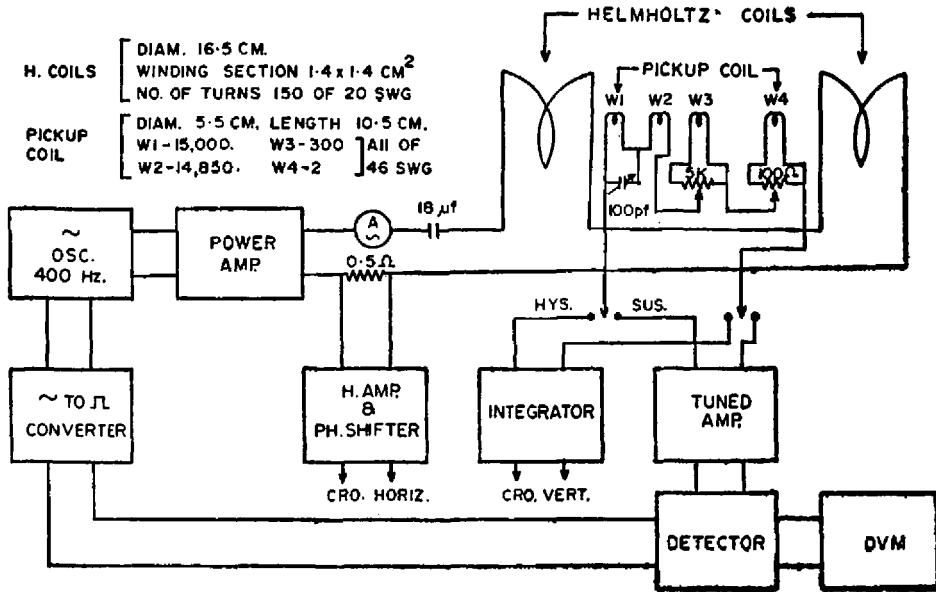 HELMHOLTZ' COILS
H. COILS
DIAM. 16·5 CM.
WINDING SECTION 1·4 x 1·4 CM²
NO. OF TURNS 150 OF 20 SWG
PICKUP COIL
DIAM. 5·5 CM, LENGTH 10·5 CM.
W1-15,000. W3-300
W2-14,850. W4-2
All OF
46 SWG
PICKUP COIL
W1 W2 W3 W4
5K
100Ω
100pf
~
OSC.
400 Hz.
POWER
AMP.
A
~
18 µf
0·5Ω
HYS. SUS.
~ TO ⎍
CONVERTER
H. AMP.
&
PH. SHIFTER
INTEGRATOR
TUNED
AMP.
CRO. HORIZ.
CRO. VERT.
DETECTOR
DVM